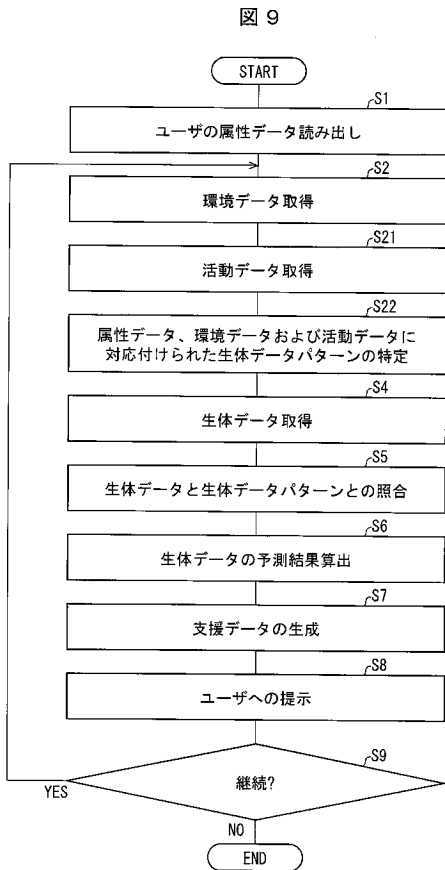 図 9
START
S1
ユーザの属性データ読み出し
S2
環境データ取得
S21
活動データ取得
S22
属性データ、環境データおよび活動データに
対応付けられた生体データパターンの特定
S4
生体データ取得
S5
生体データと生体データパターンとの照合
S6
生体データの予測結果算出
S7
支援データの生成
S8
ユーザへの提示
S9
継続?
YES
NO
END